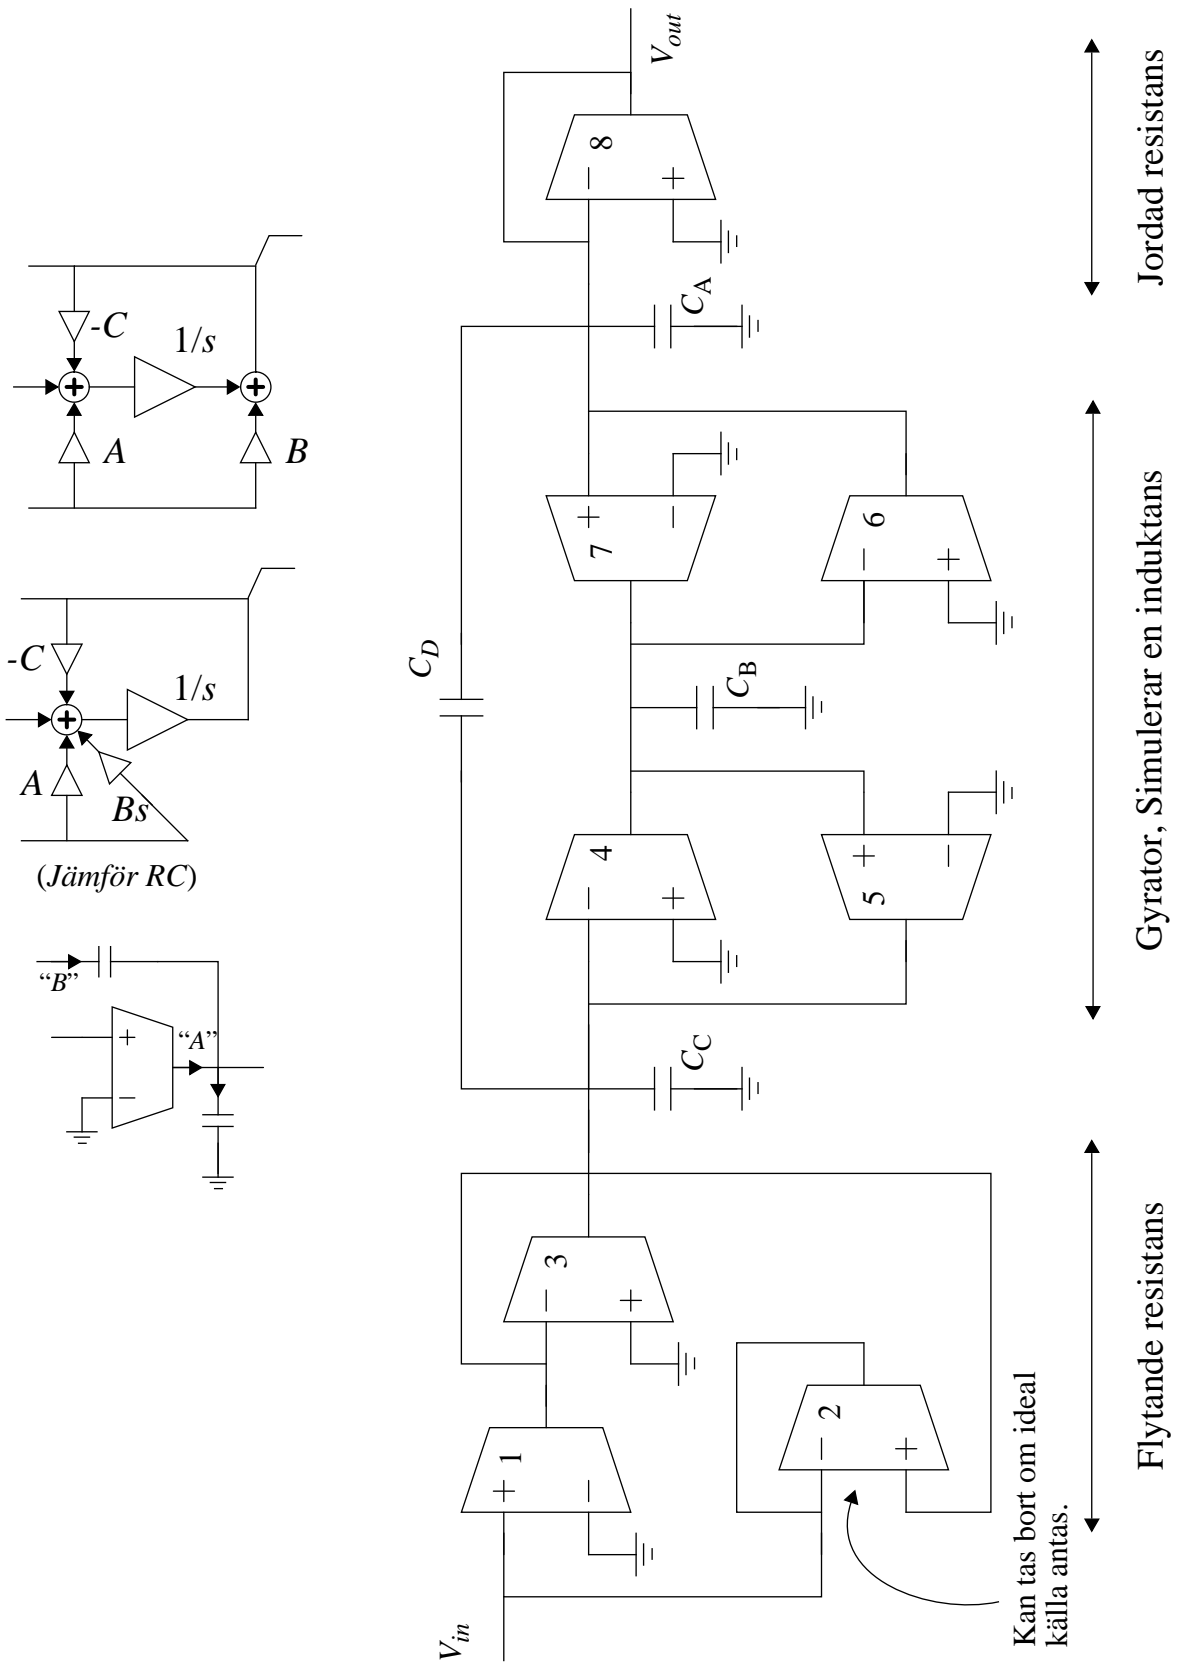 -C
1/s
A
B
-C
1/s
A
Bs
(Jämför RC)
“B”
“A”
+
−
V_in
1
+
−
2
−
+
3
−
+
Kan tas bort om ideal
källa antas.
C_C
C_D
4
−
+
5
+
−
C_B
7
+
−
6
−
+
C_A
8
−
+
V_out
Flytande resistans
Gyrator, Simulerar en induktans
Jordad resistans